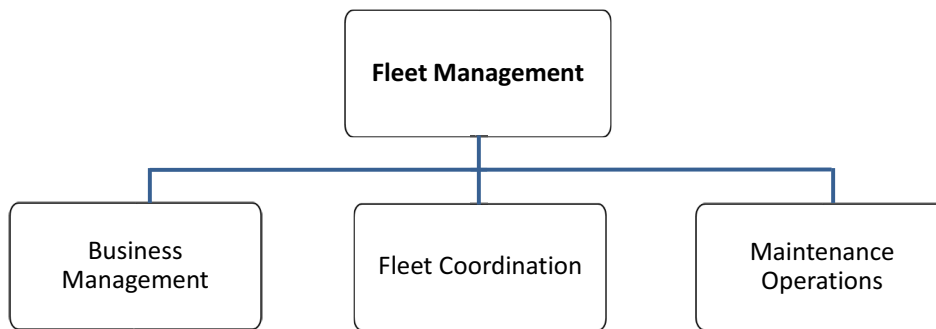 Fleet Management
Business
Management
Fleet Coordination
Maintenance
Operations